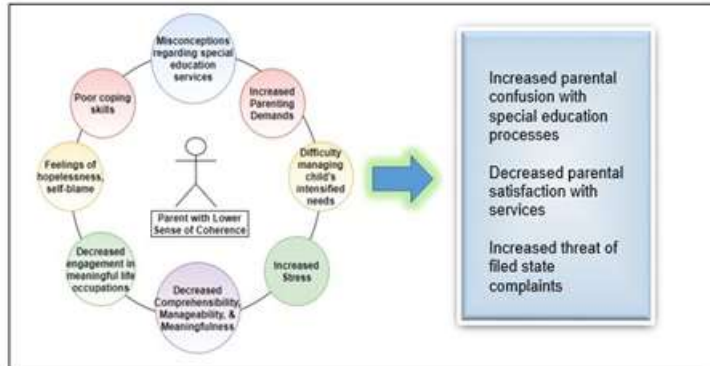 Misconceptions
regarding special
education
services
Increased
Parenting
Demands
Difficulty
managing
child's
intensified
needs
Increased
Stress
Decreased
Comprehensibility,
Manageability, &
Meaningfulness
Decreased
engagement in
meaningful life
occupations
Feelings of
hopelessness,
self-blame
Poor coping
skills
Parent with Lower
Sense of Coherence
Increased parental
confusion with
special education
processes
Decreased parental
satisfaction with
services
Increased threat of
filed state
complaints